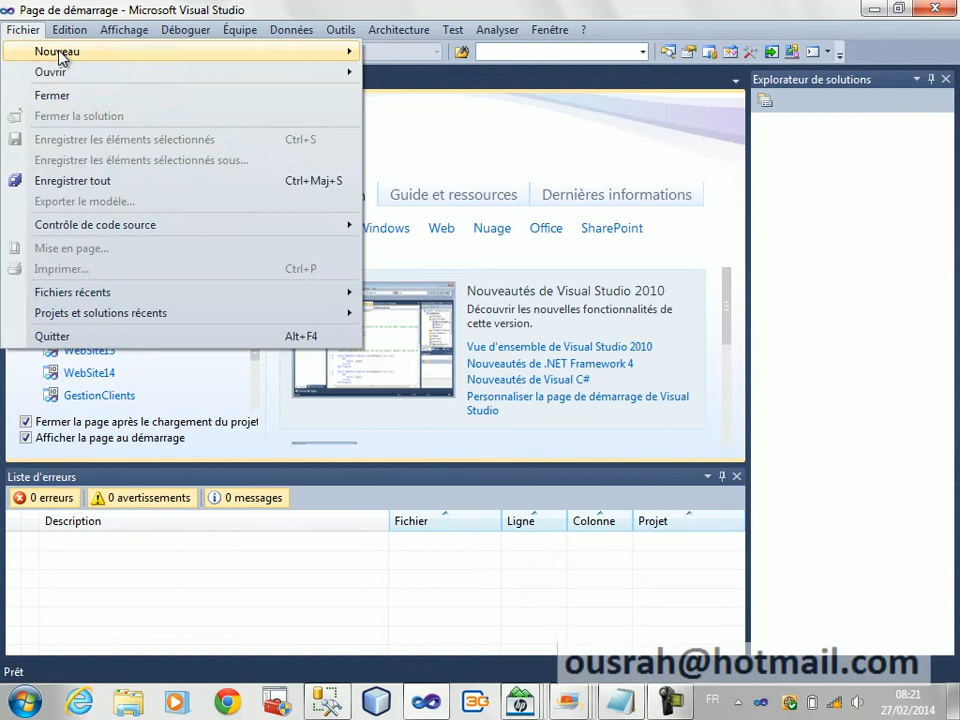 Page de démarrage - Microsoft Visual Studio
Fichier Edition Affichage Déboguer Équipe Données Outils Architecture Test Analyser Fenêtre ?
Nouveau
Ouvrir
Fermer
Fermer la solution
Enregistrer les éléments sélectionnés Ctrl+S
Enregistrer les éléments sélectionnés sous...
Enregistrer tout Ctrl+Maj+S
Exporter le modèle...
Contrôle de code source
Mise en page...
Imprimer... Ctrl+P
Fichiers récents
Projets et solutions récents
Quitter Alt+F4
Explorateur de solutions
Guide et ressources Dernières informations
Windows Web Nuage Office SharePoint
Nouveautés de Visual Studio 2010
Découvrir les nouvelles fonctionnalités de
cette version.
Vue d'ensemble de Visual Studio 2010
Nouveautés de .NET Framework 4
Nouveautés de Visual C#
Personnaliser la page de démarrage de Visual
Studio
WebSite15
WebSite14
GestionClients
Fermer la page après le chargement du projet
Afficher la page au démarrage
Liste d'erreurs
0 erreurs 0 avertissements 0 messages
Description Fichier Ligne Colonne Projet
ousrah@hotmail.com
Prêt
FR
08:21
27/02/2014